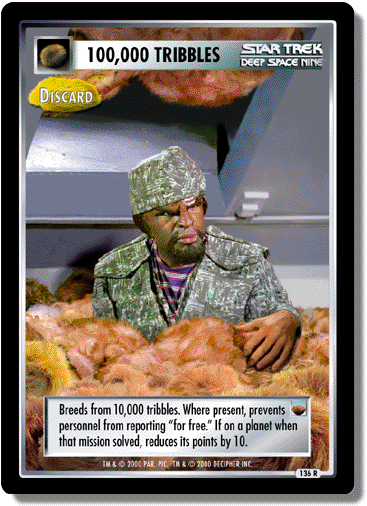 100,000 TRIBBLES
STAR TREK
DEEP SPACE NINE
DISCARD
Breeds from 10,000 tribbles. Where present, prevents
personnel from reporting “for free.” If on a planet when
that mission solved, reduces its points by 10.
TM & © 2000 PAR. PIC. TM & © 2000 DECIPHER INC.
136 R